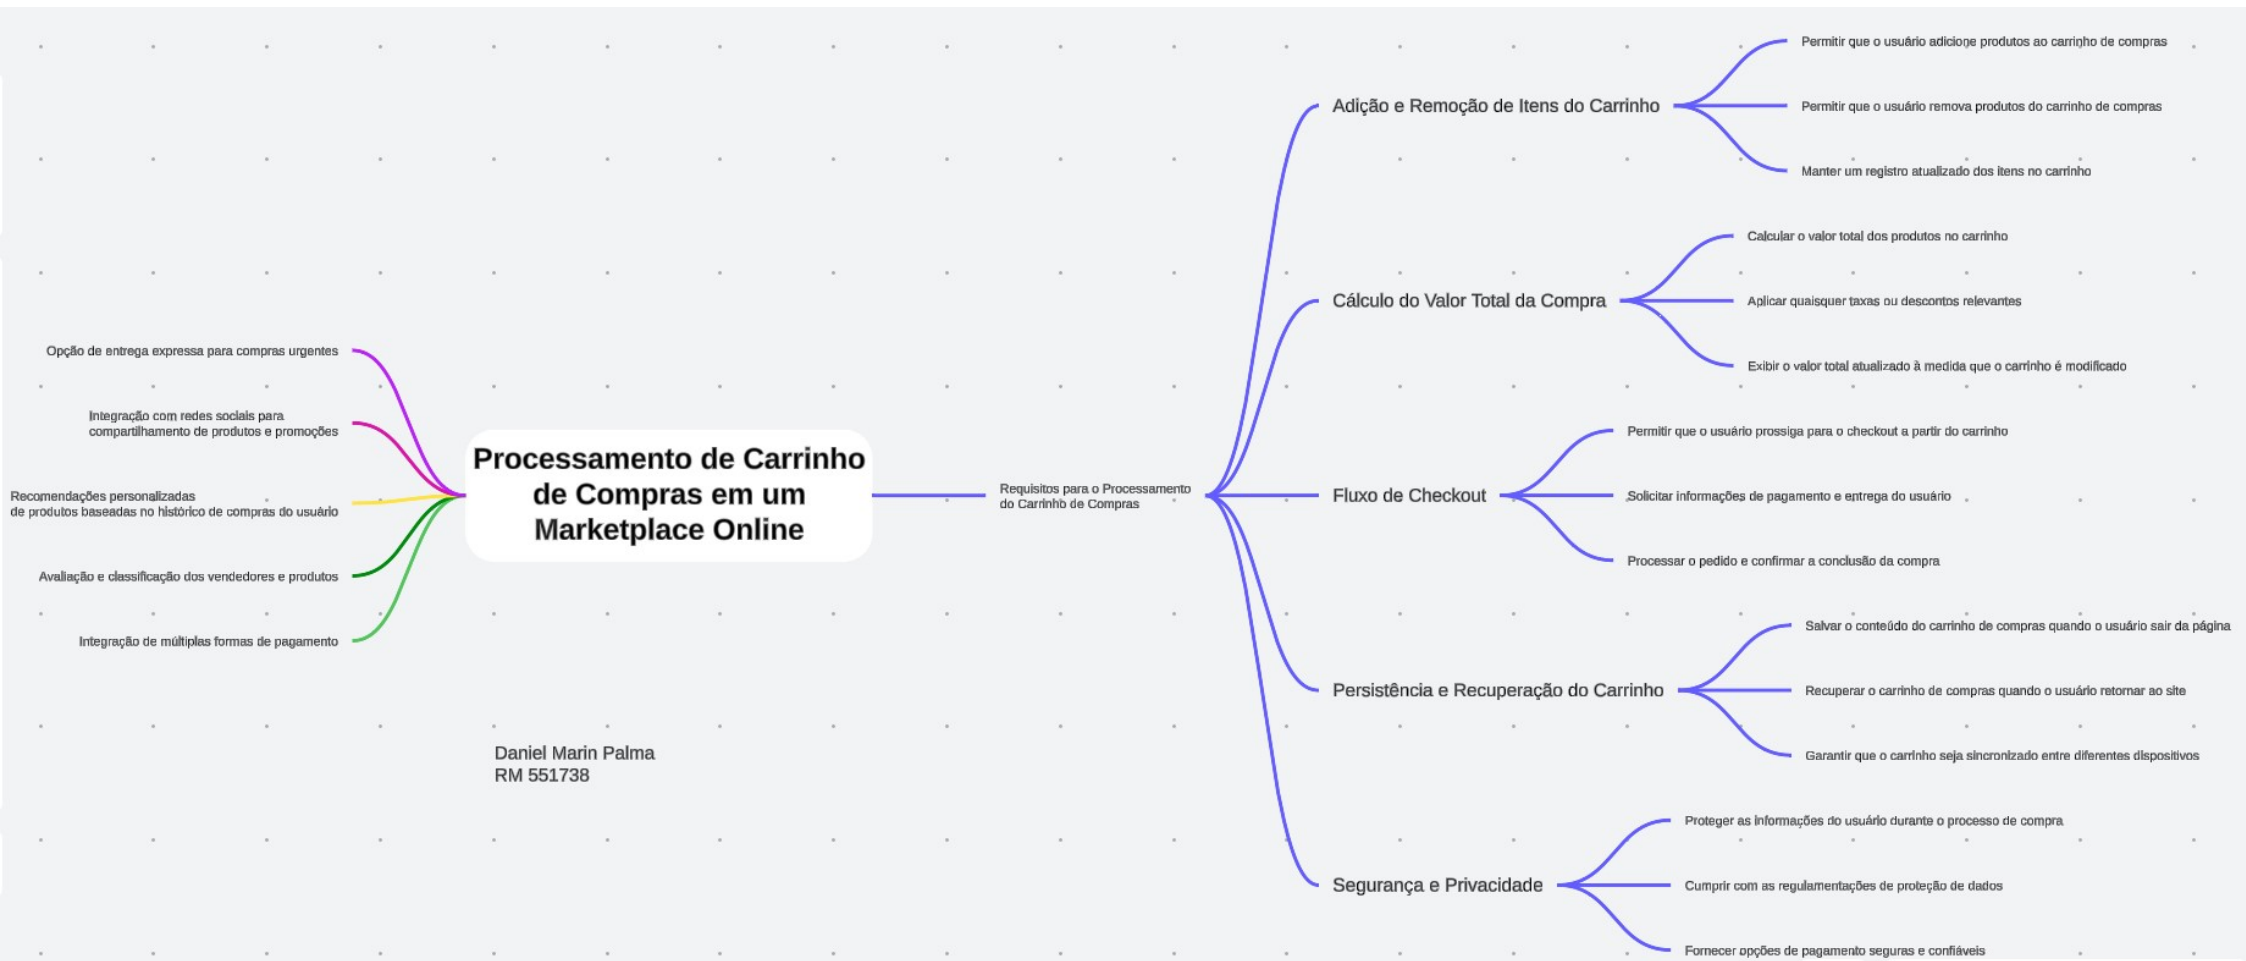 Opção de entrega expressa para compras urgentes
Integração com redes sociais para
compartilhamento de produtos e promoções
Recomendações personalizadas
de produtos baseadas no histórico de compras do usuário
Avaliação e classificação dos vendedores e produtos
Integração de múltiplas formas de pagamento
Processamento de Carrinho
de Compras em um
Marketplace Online
Daniel Marin Palma
RM 551738
Requisitos para o Processamento
do Carrinho de Compras
Adição e Remoção de Itens do Carrinho
Permitir que o usuário adicione produtos ao carrinho de compras
Permitir que o usuário remova produtos do carrinho de compras
Manter um registro atualizado dos itens no carrinho
Cálculo do Valor Total da Compra
Calcular o valor total dos produtos no carrinho
Aplicar quaisquer taxas ou descontos relevantes
Exibir o valor total atualizado à medida que o carrinho é modificado
Fluxo de Checkout
Permitir que o usuário prossiga para o checkout a partir do carrinho
Solicitar informações de pagamento e entrega do usuário
Processar o pedido e confirmar a conclusão da compra
Persistência e Recuperação do Carrinho
Salvar o conteúdo do carrinho de compras quando o usuário sair da página
Recuperar o carrinho de compras quando o usuário retornar ao site
Garantir que o carrinho seja sincronizado entre diferentes dispositivos
Segurança e Privacidade
Proteger as informações do usuário durante o processo de compra
Cumprir com as regulamentações de proteção de dados
Fornecer opções de pagamento seguras e confiáveis